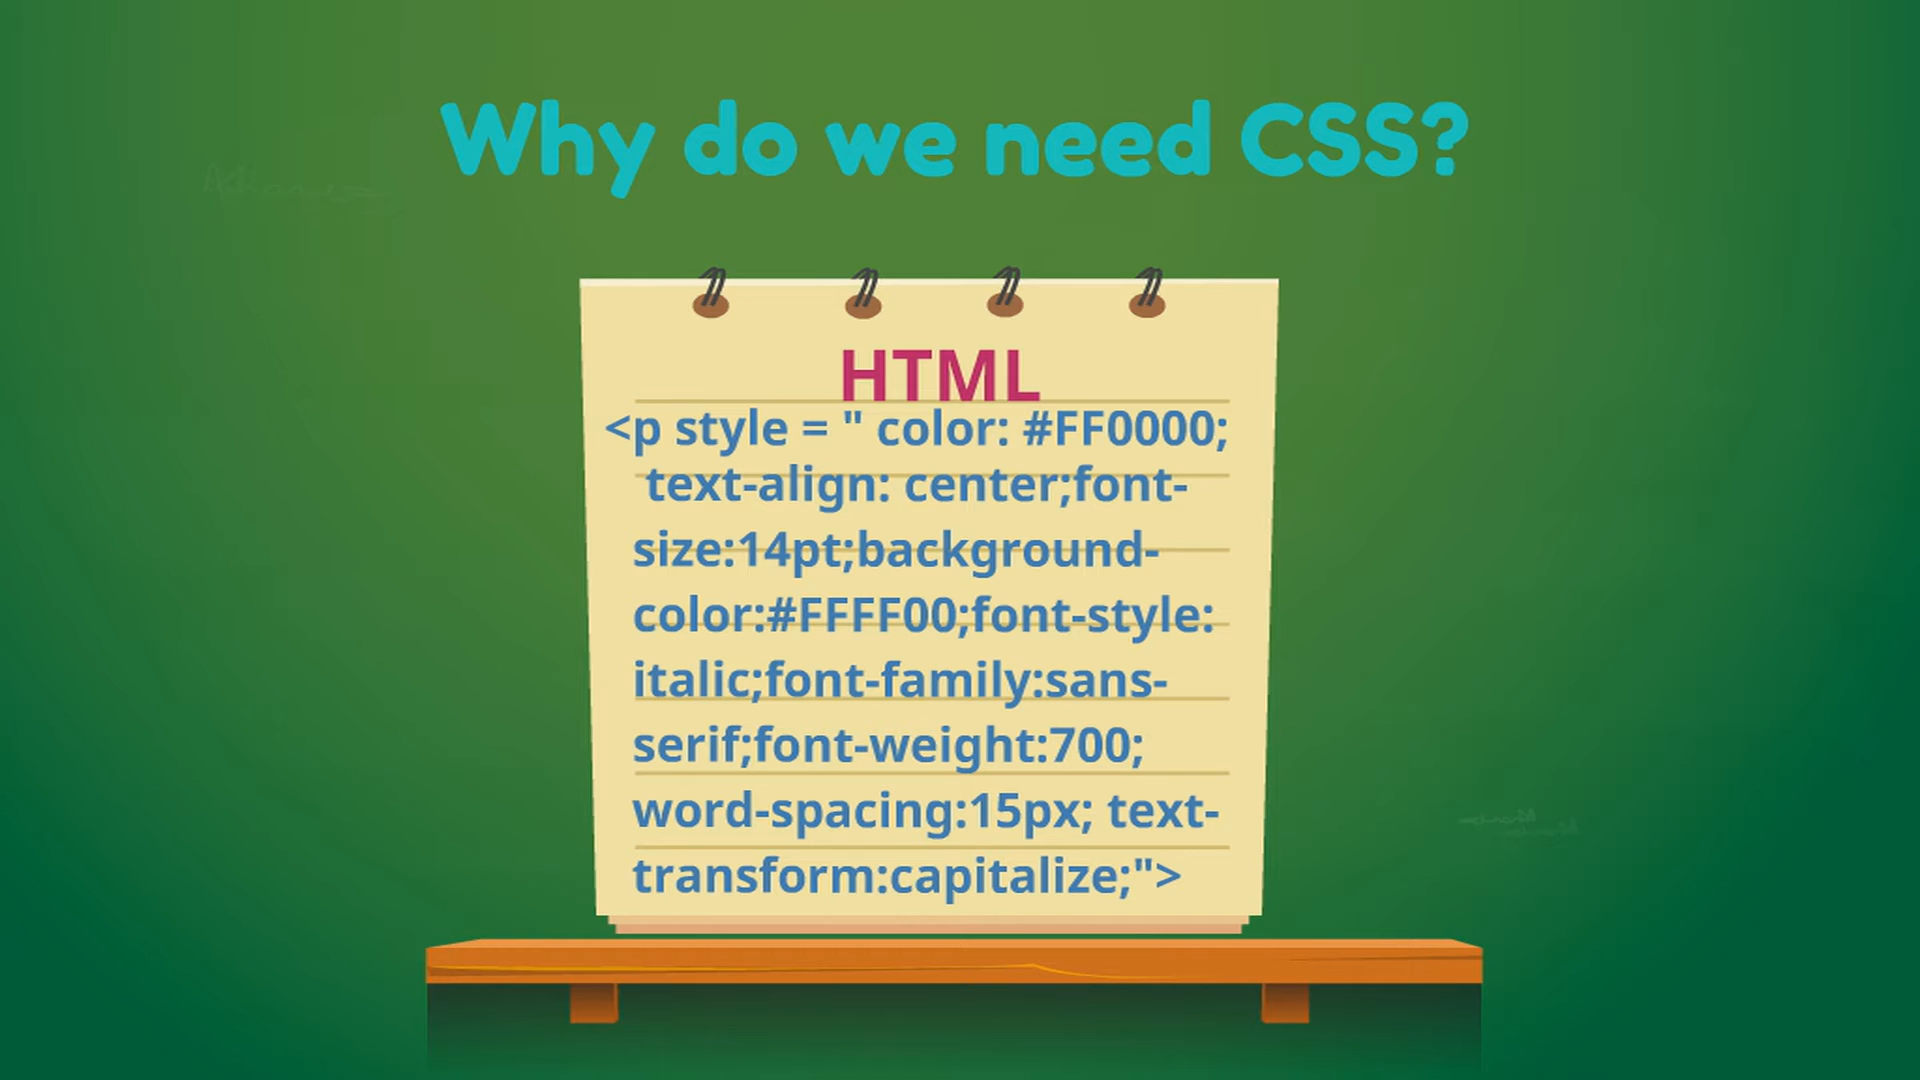 Why do we need CSS?
HTML
<p style = " color: #FF0000;
text-align: center;font-
size:14pt;background-
color:#FFFF00;font-style:
italic;font-family:sans-
serif;font-weight:700;
word-spacing:15px; text-
transform:capitalize;">